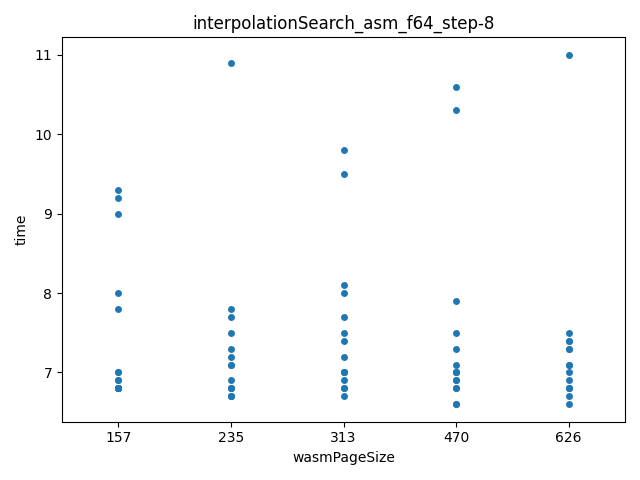 interpolationSearch_asm_f64_step-8
11
10
9
8
7
time
157 235 313 470 626
wasmPageSize